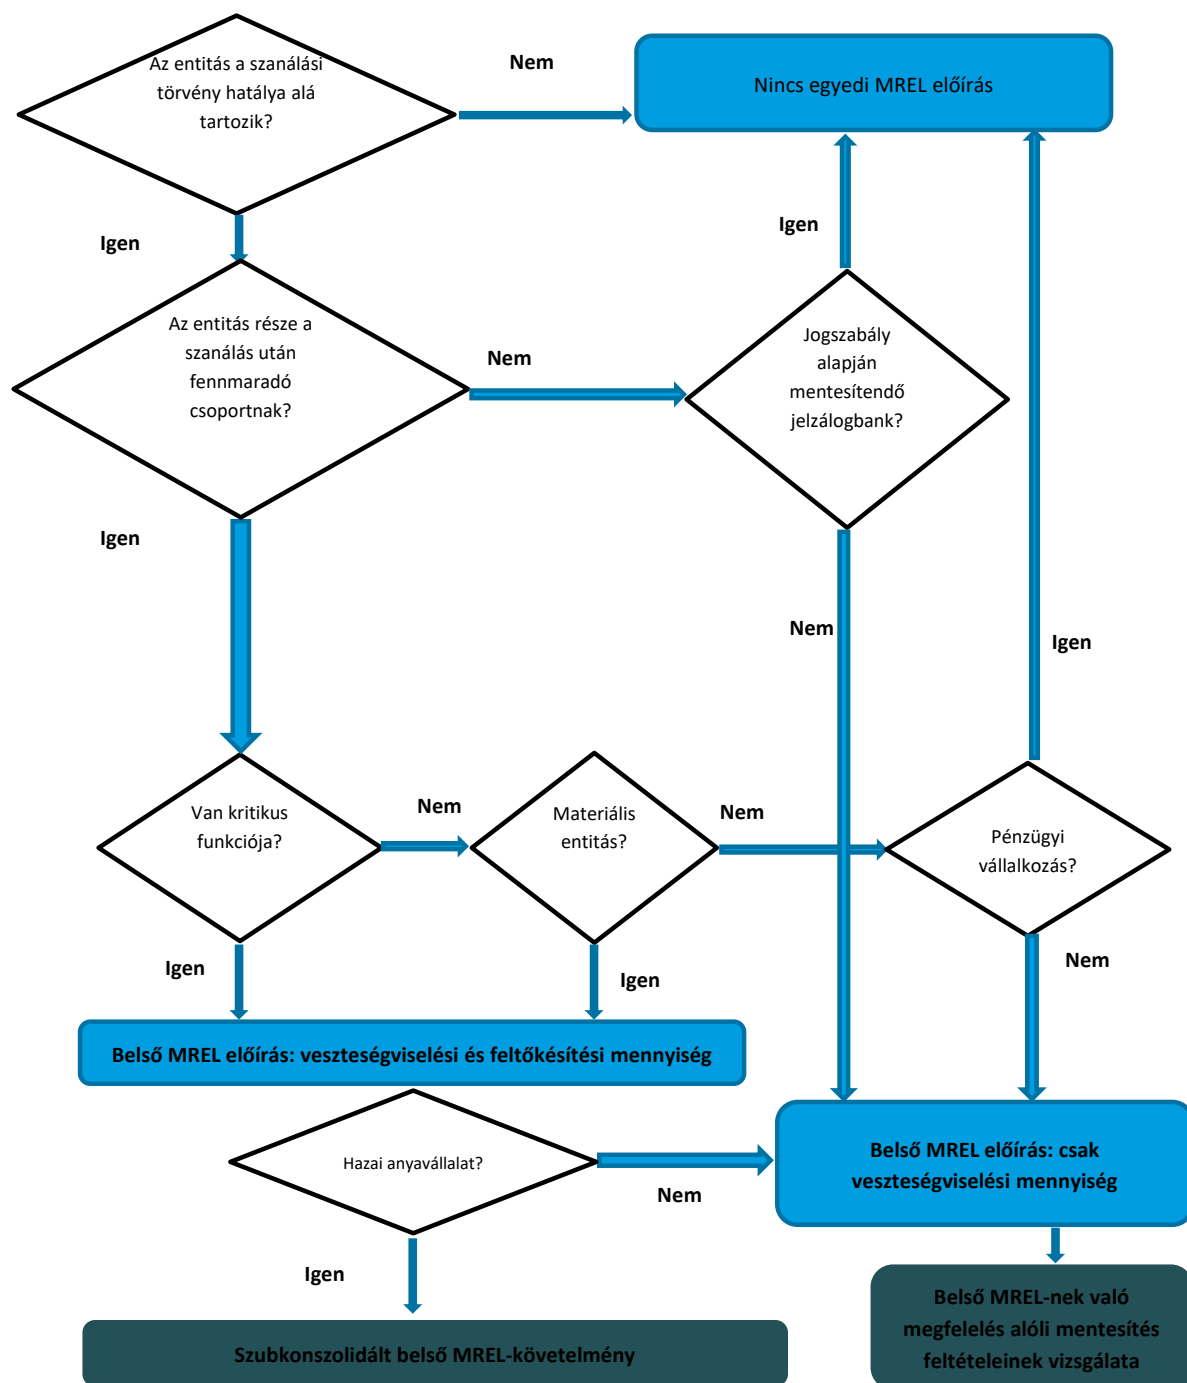 Az entitás a szanálási
törvény hatálya alá
tartozik?
Nem
Nincs egyedi MREL előírás
Igen
Igen
Az entitás része a
szanálás után
fennmaradó
csoportnak?
Nem
Jogszabály
alapján
mentesítendő
jelzálogbank?
Igen
Nem
Igen
Van kritikus
funkciója?
Nem
Materiális
entitás?
Nem
Pénzügyi
vállalkozás?
Igen
Igen
Nem
Belső MREL előírás: veszteségviselési és feltőkésítési mennyiség
Hazai anyavállalat?
Nem
Belső MREL előírás: csak
veszteségviselési mennyiség
Igen
Szubkonszolidált belső MREL-követelmény
Belső MREL-nek való
megfelelés alóli mentesítés
feltételeinek vizsgálata